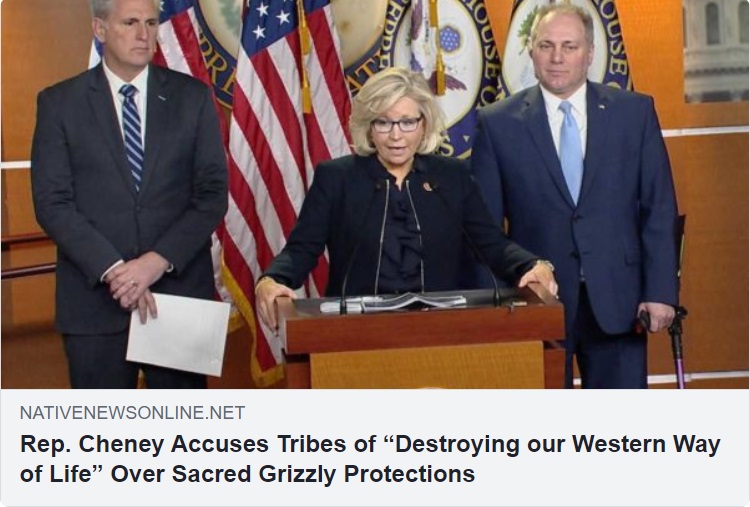 NATIVENEWSONLINE.NET
Rep. Cheney Accuses Tribes of “Destroying our Western Way
of Life” Over Sacred Grizzly Protections